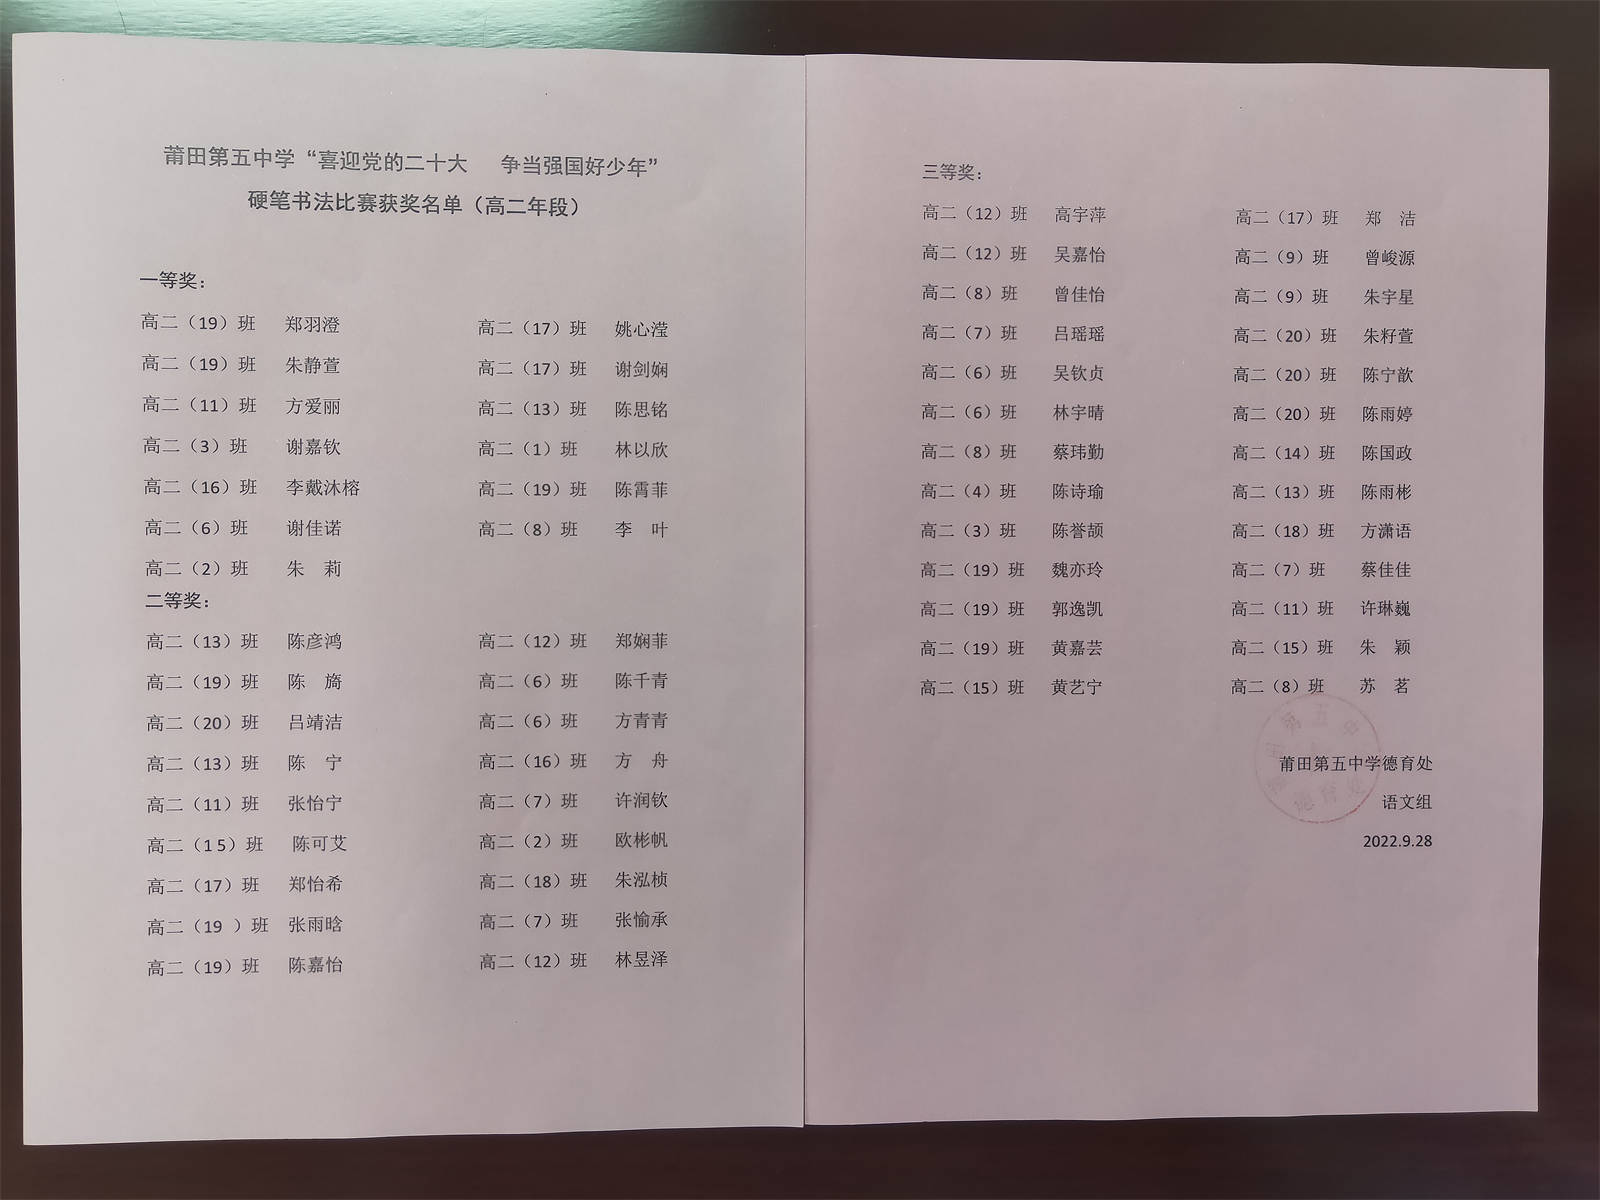 莆田第五中学“喜迎党的二十大 争当强国好少年”
硬笔书法比赛获奖名单（高二年段）
一等奖：
高二（19）班 郑羽澄 高二（17）班 姚心滢
高二（19）班 朱静萱 高二（17）班 谢剑娴
高二（11）班 方爱丽 高二（13）班 陈思铭
高二（3）班 谢嘉钦 高二（1）班 林以欣
高二（16）班 李戴沐榕 高二（19）班 陈霄菲
高二（6）班 谢佳诺 高二（8）班 李 叶
高二（2）班 朱 莉
二等奖：
高二（13）班 陈彦鸿 高二（12）班 郑娴菲
高二（19）班 陈 旖 高二（6）班 陈千青
高二（20）班 吕靖洁 高二（6）班 方青青
高二（13）班 陈 宁 高二（16）班 方 舟
高二（11）班 张怡宁 高二（7）班 许润钦
高二（15）班 陈可艾 高二（2）班 欧彬帆
高二（17）班 郑怡希 高二（18）班 朱泓桢
高二（19 ）班 张雨晗 高二（7）班 张愉承
高二（19）班 陈嘉怡 高二（12）班 林昱泽
三等奖：
高二（12）班 高宇萍 高二（17）班 郑 洁
高二（12）班 吴嘉怡 高二（9）班 曾峻源
高二（8）班 曾佳怡 高二（9）班 朱宇星
高二（7）班 吕瑶瑶 高二（20）班 朱籽萱
高二（6）班 吴钦贞 高二（20）班 陈宁歆
高二（6）班 林宇晴 高二（20）班 陈雨婷
高二（8）班 蔡玮勤 高二（14）班 陈国政
高二（4）班 陈诗瑜 高二（13）班 陈雨彬
高二（3）班 陈誉颉 高二（18）班 方潇语
高二（19）班 魏亦玲 高二（7）班 蔡佳佳
高二（19）班 郭逸凯 高二（11）班 许琳巍
高二（19）班 黄嘉芸 高二（15）班 朱 颖
高二（15）班 黄艺宁 高二（8）班 苏 茗
莆田第五中学德育处
语文组
2022.9.28